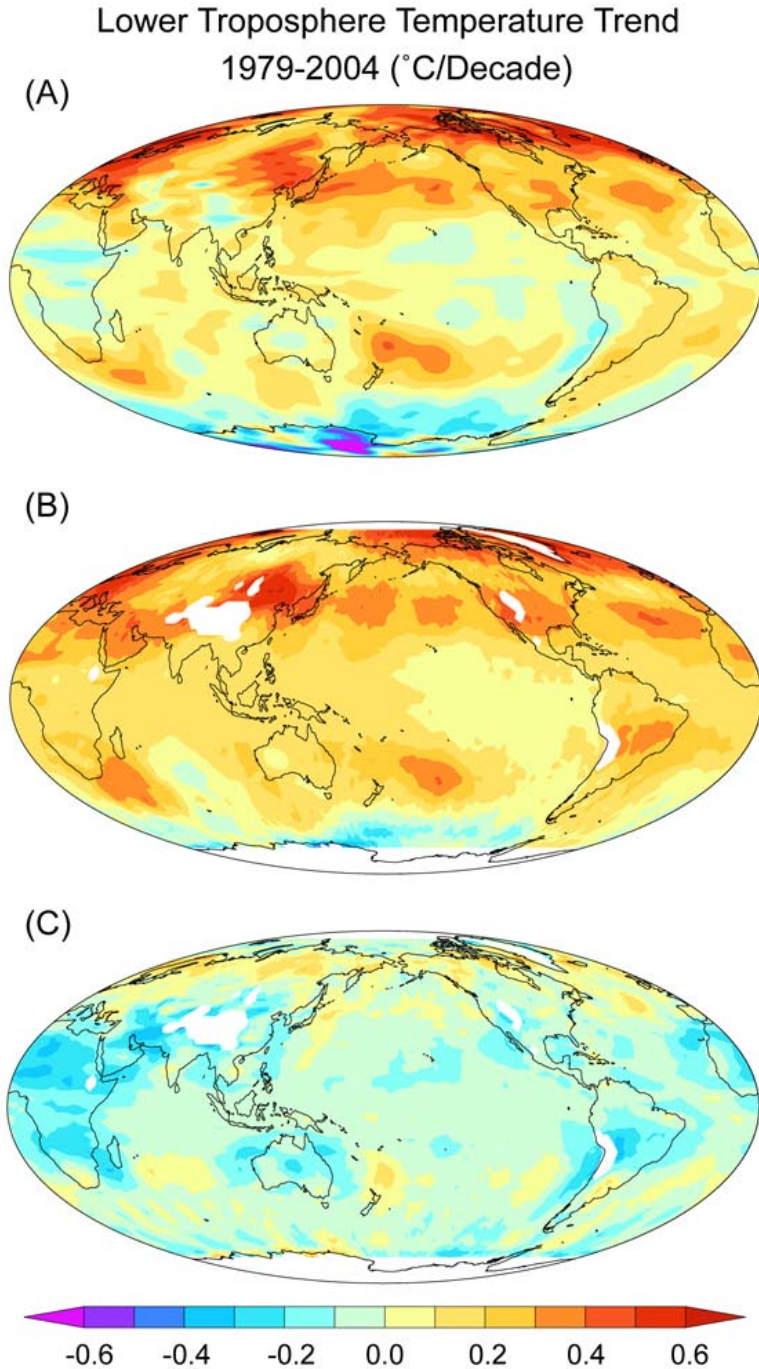 Lower Troposphere Temperature Trend
1979-2004 (˚C/Decade)
(A)
(B)
(C)
-0.6 -0.4 -0.2 0.0 0.2 0.4 0.6